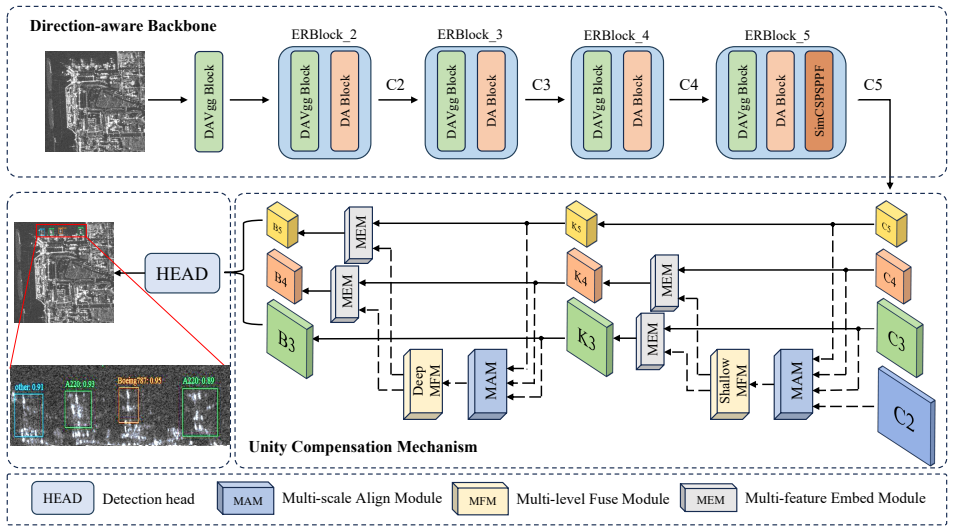 Direction-aware Backbone
DAVgg Block
ERBlock_2
DAVgg Block
DA Block
C2
ERBlock_3
DAVgg Block
DA Block
C3
ERBlock_4
DAVgg Block
DA Block
C4
ERBlock_5
DAVgg Block
DA Block
SimCSPSPPF
C5
HEAD
other: 0.91
A220: 0.93
Boeing787: 0.95
A220: 0.89
B5
MEM
K5
C5
B4
MEM
K4
MEM
C4
B3
K3
MEM
C3
Deep MFM
MAM
Shallow MFM
MAM
C2
Unity Compensation Mechanism
HEAD
Detection head
MAM
Multi-scale Align Module
MFM
Multi-level Fuse Module
MEM
Multi-feature Embed Module